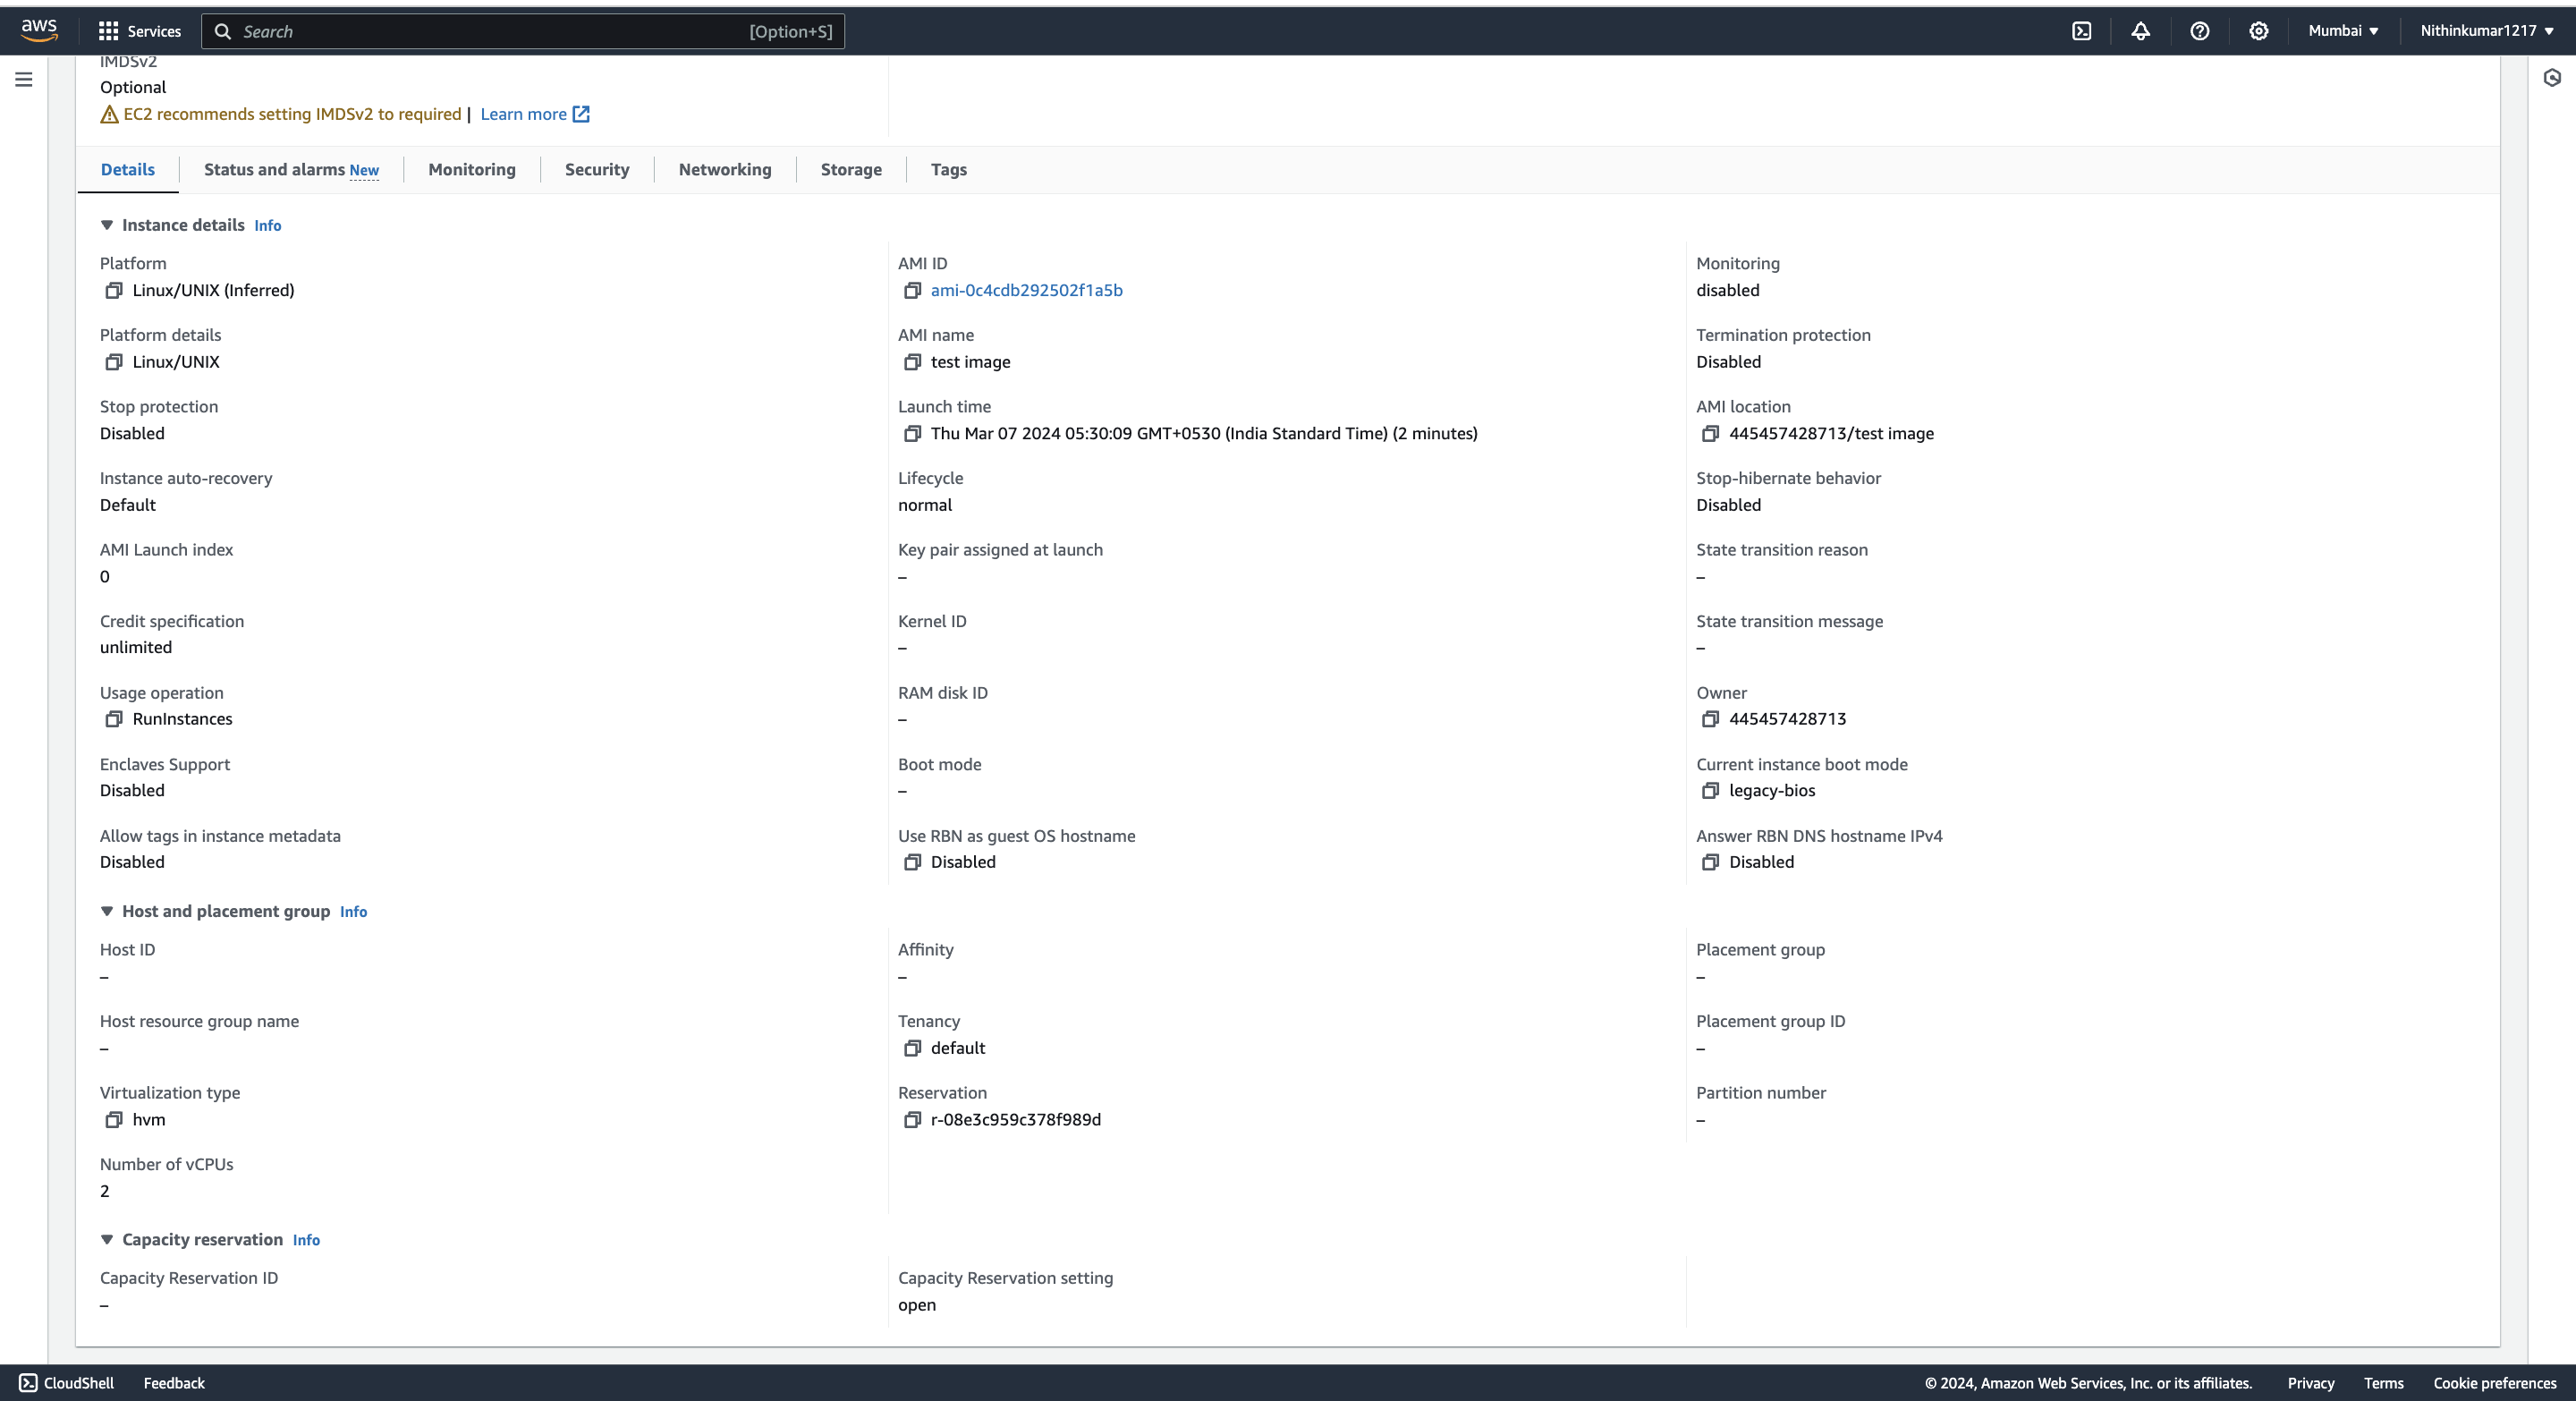 aws Services Search [Option+S] Mumbai Nithinkumar1217
IMDSv2
Optional
EC2 recommends setting IMDSv2 to required | Learn more
Details Status and alarms New Monitoring Security Networking Storage Tags
Instance details Info
Platform AMI ID Monitoring
Linux/UNIX (Inferred) ami-0c4cdb292502f1a5b disabled
Platform details AMI name Termination protection
Linux/UNIX test image Disabled
Stop protection Launch time AMI location
Disabled Thu Mar 07 2024 05:30:09 GMT+0530 (India Standard Time) (2 minutes) 445457428713/test image
Instance auto-recovery Lifecycle Stop-hibernate behavior
Default normal Disabled
AMI Launch index Key pair assigned at launch State transition reason
0 – –
Credit specification Kernel ID State transition message
unlimited – –
Usage operation RAM disk ID Owner
RunInstances – 445457428713
Enclaves Support Boot mode Current instance boot mode
Disabled – legacy-bios
Allow tags in instance metadata Use RBN as guest OS hostname Answer RBN DNS hostname IPv4
Disabled Disabled Disabled
Host and placement group Info
Host ID Affinity Placement group
– – –
Host resource group name Tenancy Placement group ID
– default –
Virtualization type Reservation Partition number
hvm r-08e3c959c378f989d –
Number of vCPUs
2
Capacity reservation Info
Capacity Reservation ID Capacity Reservation setting
– open
CloudShell Feedback © 2024, Amazon Web Services, Inc. or its affiliates. Privacy Terms Cookie preferences